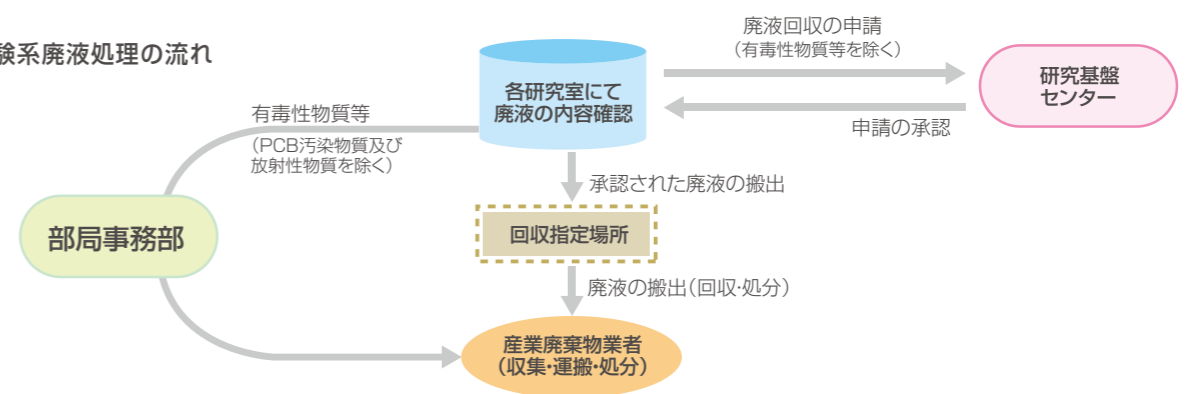 験系廃液処理の流れ
廃液回収の申請
（有毒性物質等を除く）
各研究室にて
廃液の内容確認
研究基盤
センター
申請の承認
有毒性物質等
（PCB汚染物質及び
放射性物質を除く）
承認された廃液の搬出
部局事務部
回収指定場所
廃液の搬出（回収・処分）
産業廃棄物業者
（収集・運搬・処分）